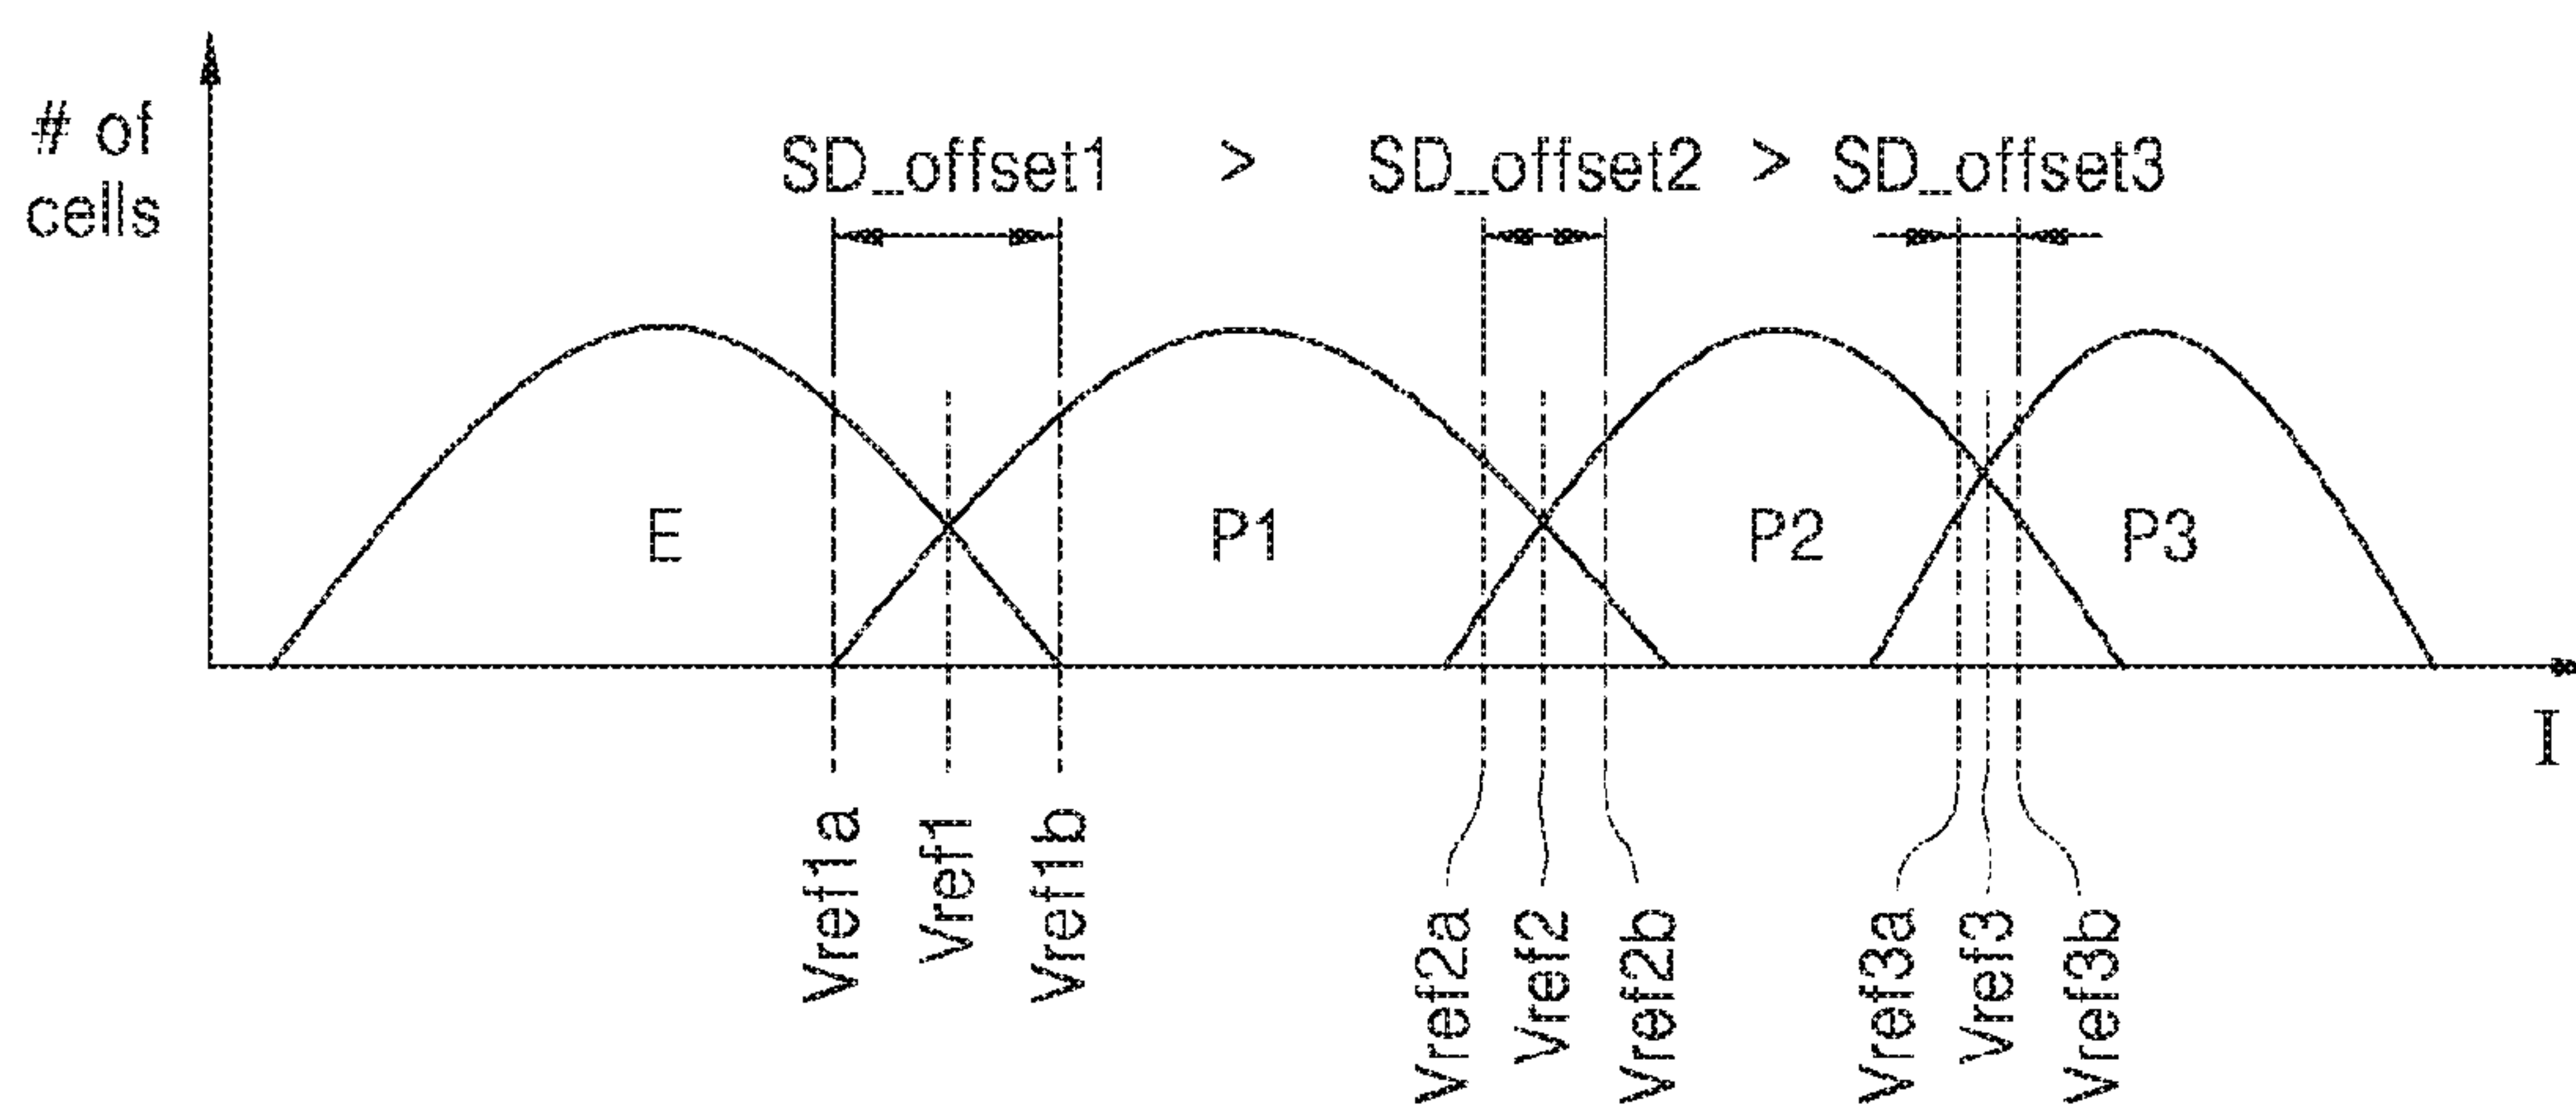 # of
cells
SD_offset1 > SD_offset2 > SD_offset3
E P1 P2 P3
I
Vref1a Vref1 Vref1b
Vref2a Vref2 Vref2b
Vref3a Vref3 Vref3b